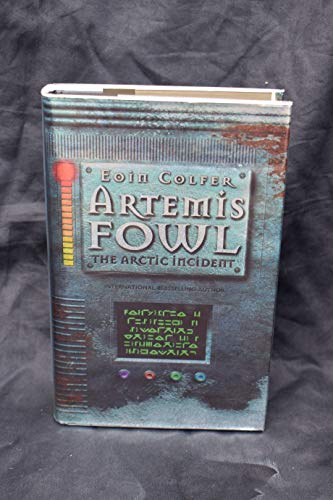 EOIN COLFER
ARTEMIS
FOWL
THE ARCTIC INCIDENT
INTERNATIONAL BESTSELLING AUTHOR